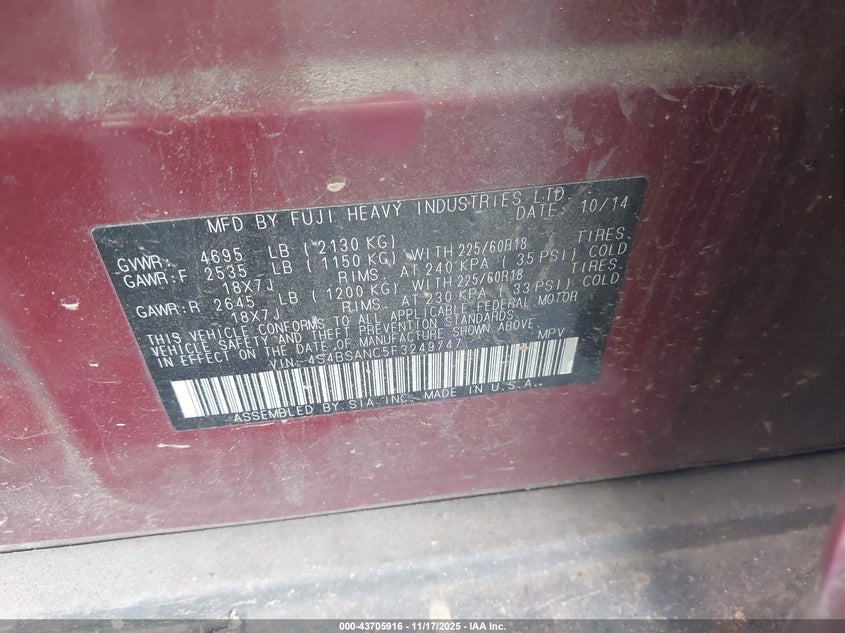 MFD BY FUJI HEAVY INDUSTRIES LTD
DATE: 10/14
GVWR: 4695 LB ( 2130 KG)
GAWR:F 2535 LB ( 1150 KG) WITH 225/60R18 TIRES.
18X7J RIMS. AT 240 KPA ( 35 PSI) COLD
GAWR:R 2645 LB ( 1200 KG) WITH 225/60R18 TIRES.
18X7J RIMS. AT 230 KPA ( 33 PSI) COLD
THIS VEHICLE CONFORMS TO ALL APPLICABLE FEDERAL MOTOR
VEHICLE SAFETY AND THEFT PREVENTION STANDARDS
IN EFFECT ON THE DATE OF MANUFACTURE SHOWN ABOVE
VIN: 4S4BSANC5F3249747 MPV
ASSEMBLED BY SIA INC. MADE IN U.S.A.
000-43705916 - 11/17/2025 - IAA Inc.